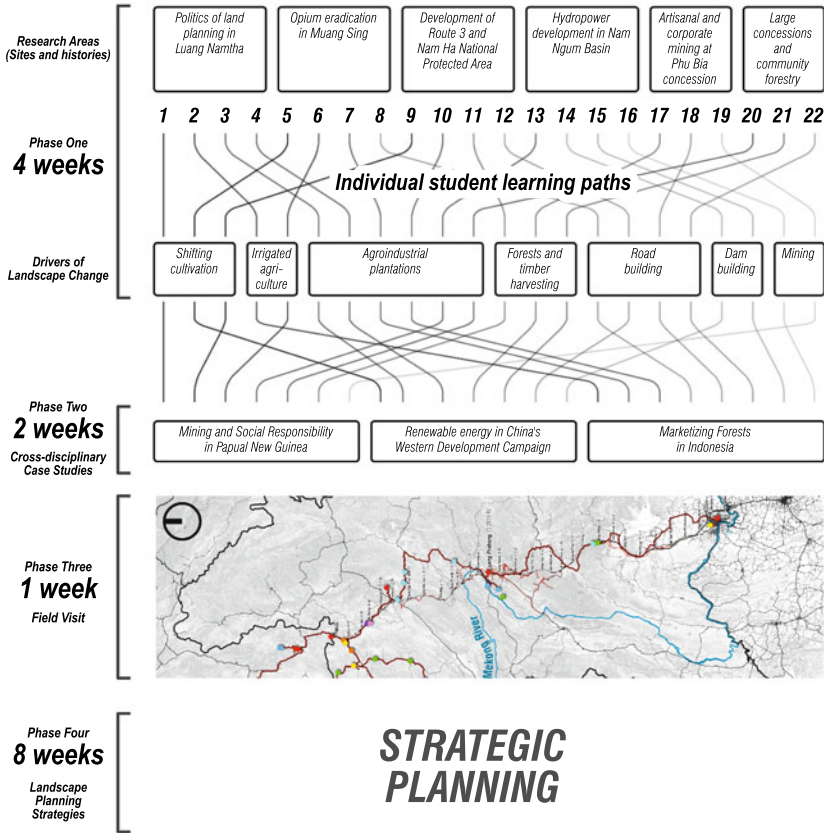 Research Areas
(Sites and histories)
Politics of land
planning in
Luang Namtha
Opium eradication
in Muang Sing
Development of
Route 3 and
Nam Ha National
Protected Area
Hydropower
development in Nam
Ngum Basin
Artisanal and
corporate
mining at
Phu Bia
concession
Large
concessions
and
community
forestry
1 2 3 4 5 6 7 8 9 10 11 12 13 14 15 16 17 18 19 20 21 22
Phase One
4 weeks
Individual student learning paths
Drivers of
Landscape Change
Shifting
cultivation
Irrigated
agri-
culture
Agroindustrial
plantations
Forests and
timber
harvesting
Road
building
Dam
building
Mining
Phase Two
2 weeks
Cross-disciplinary
Case Studies
Mining and Social Responsibility
in Papua New Guinea
Renewable energy in China's
Western Development Campaign
Marketizing Forests
in Indonesia
Phase Three
1 week
Field Visit
Mekong River
Phase Four
8 weeks
Landscape
Planning
Strategies
STRATEGIC
PLANNING